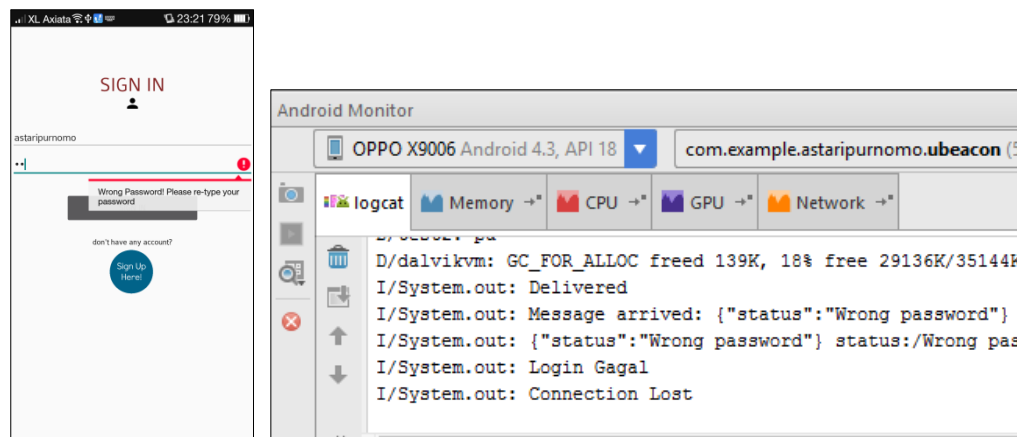 XL Axiata 23:21 79%
SIGN IN
astaripurnomo
Wrong Password! Please re-type your
password
don't have any account?
Sign Up
Here!
Android Monitor
OPPO X9006 Android 4.3, API 18 com.example.astaripurnomo.ubeacon (5
logcat Memory CPU GPU Network
D/dalvikvm: GC_FOR_ALLOC freed 139K, 18% free 29136K/35144K
I/System.out: Delivered
I/System.out: Message arrived: {"status":"Wrong password"}
I/System.out: {"status":"Wrong password"} status:/Wrong pas
I/System.out: Login Gagal
I/System.out: Connection Lost